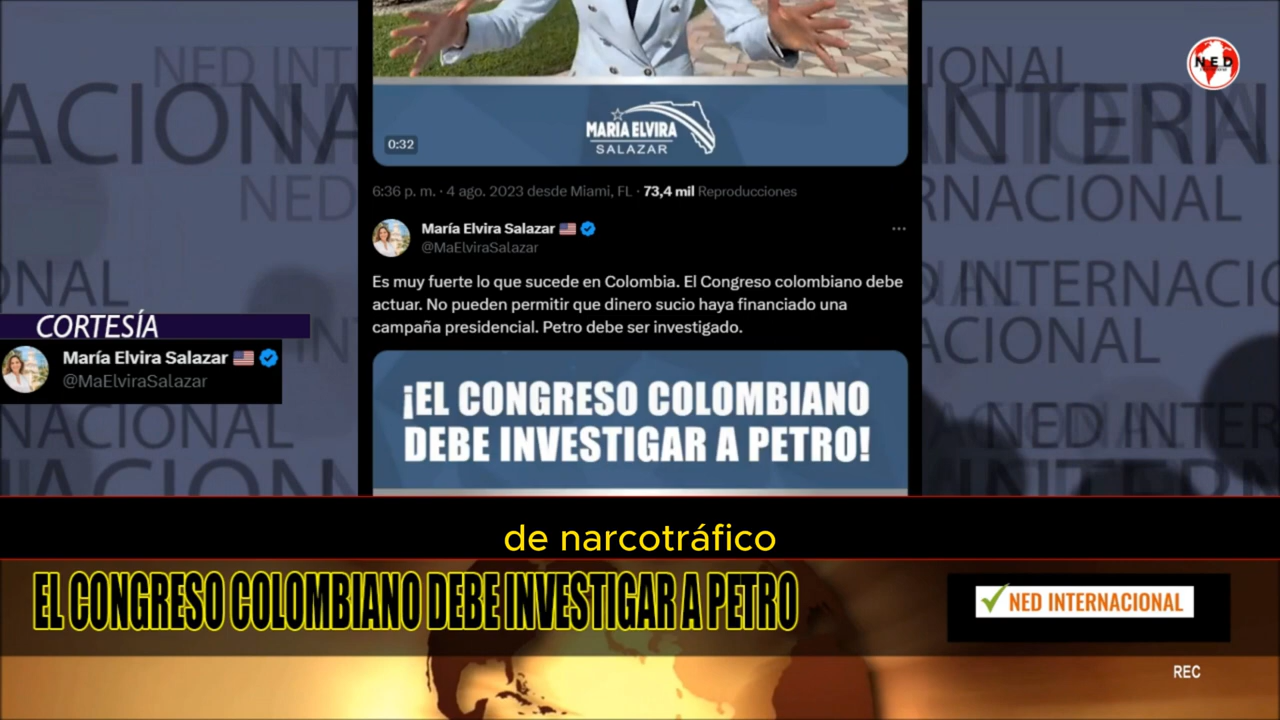 NED
MARÍA ELVIRA
SALAZAR
0:32
6:36 p. m. · 4 ago. 2023 desde Miami, FL · 73,4 mil Reproducciones
María Elvira Salazar
@MaElviraSalazar
Es muy fuerte lo que sucede en Colombia. El Congreso colombiano debe
actuar. No pueden permitir que dinero sucio haya financiado una
campaña presidencial. Petro debe ser investigado.
¡EL CONGRESO COLOMBIANO
DEBE INVESTIGAR A PETRO!
CORTESÍA
María Elvira Salazar
@MaElviraSalazar
de narcotráfico
EL CONGRESO COLOMBIANO DEBE INVESTIGAR A PETRO
NED INTERNACIONAL
REC